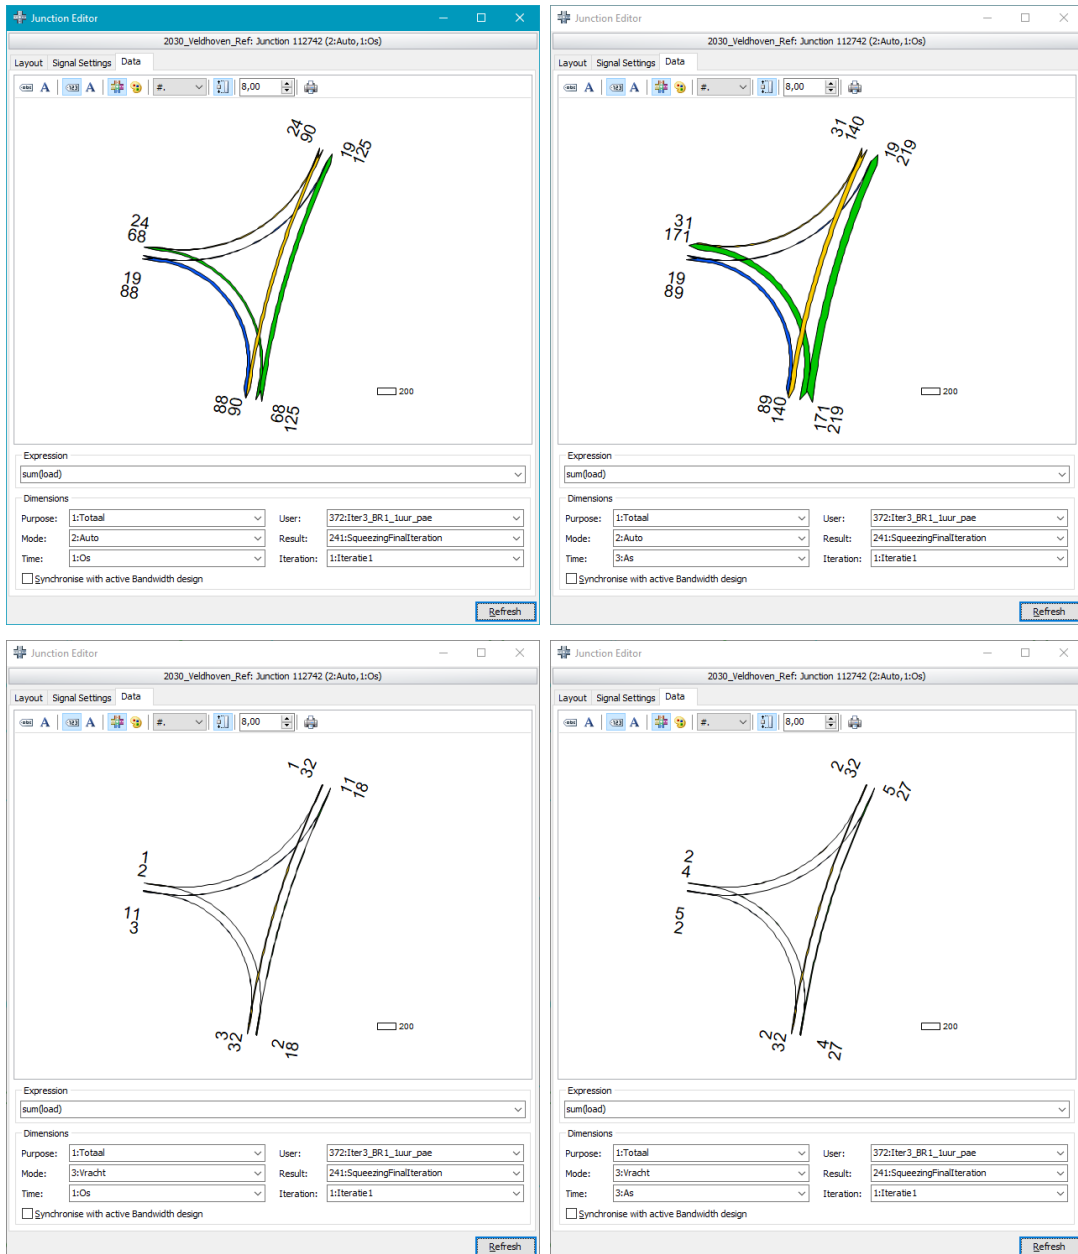 Junction Editor
2030_Veldhoven_Ref: Junction 112742 (2:Auto,1:Os)
Layout Signal Settings Data
abc A 123 A #. 8,00
24
90
19
125
24
68
19
88
88
90
68
125
200
Expression
sum(load)
Dimensions
Purpose: 1:Totaal User: 372:Iter3_BR1_1uur_pae
Mode: 2:Auto Result: 241:SqueezingFinalIteration
Time: 1:Os Iteration: 1:Iteratie1
Synchronise with active Bandwidth design
Refresh
Junction Editor
2030_Veldhoven_Ref: Junction 112742 (2:Auto,1:Os)
Layout Signal Settings Data
abc A 123 A #. 8,00
31
140
19
219
31
171
19
89
89
140
171
219
200
Expression
sum(load)
Dimensions
Purpose: 1:Totaal User: 372:Iter3_BR1_1uur_pae
Mode: 2:Auto Result: 241:SqueezingFinalIteration
Time: 3:As Iteration: 1:Iteratie1
Synchronise with active Bandwidth design
Refresh
Junction Editor
2030_Veldhoven_Ref: Junction 112742 (2:Auto,1:Os)
Layout Signal Settings Data
abc A 123 A #. 8,00
1
32
11
18
1
2
11
3
3
32
2
18
200
Expression
sum(load)
Dimensions
Purpose: 1:Totaal User: 372:Iter3_BR1_1uur_pae
Mode: 3:Vracht Result: 241:SqueezingFinalIteration
Time: 1:Os Iteration: 1:Iteratie1
Synchronise with active Bandwidth design
Refresh
Junction Editor
2030_Veldhoven_Ref: Junction 112742 (2:Auto,1:Os)
Layout Signal Settings Data
abc A 123 A #. 8,00
2
32
5
27
2
4
5
2
2
32
4
27
200
Expression
sum(load)
Dimensions
Purpose: 1:Totaal User: 372:Iter3_BR1_1uur_pae
Mode: 3:Vracht Result: 241:SqueezingFinalIteration
Time: 3:As Iteration: 1:Iteratie1
Synchronise with active Bandwidth design
Refresh